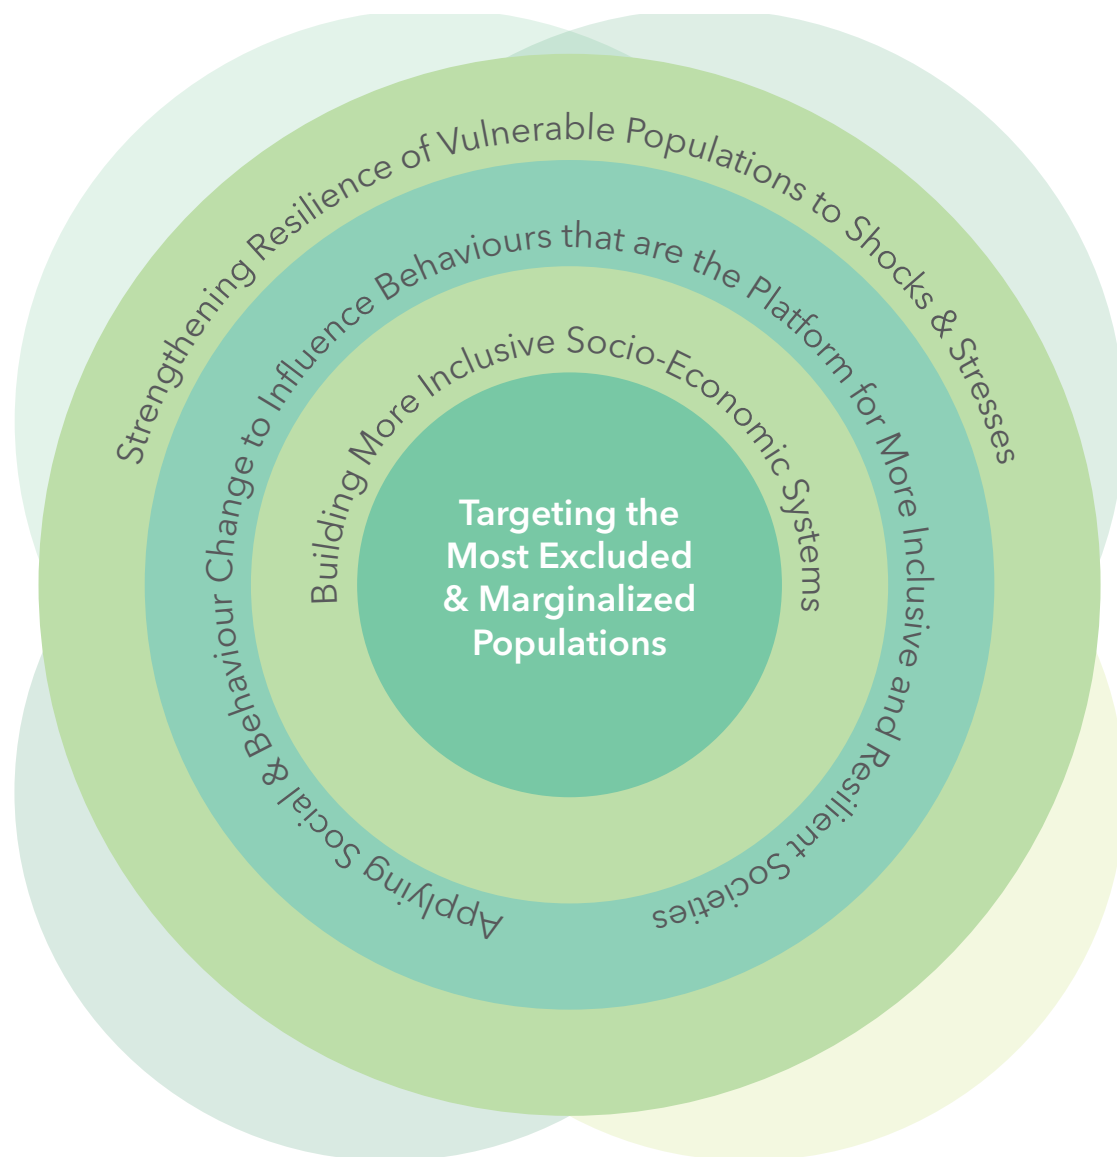 Strengthening Resilience of Vulnerable Populations to Shocks & Stresses
Applying Social & Behaviour Change to Influence Behaviours that are the Platform for More Inclusive and Resilient Societies
Building More Inclusive Socio-Economic Systems
Targeting the
Most Excluded
& Marginalized
Populations